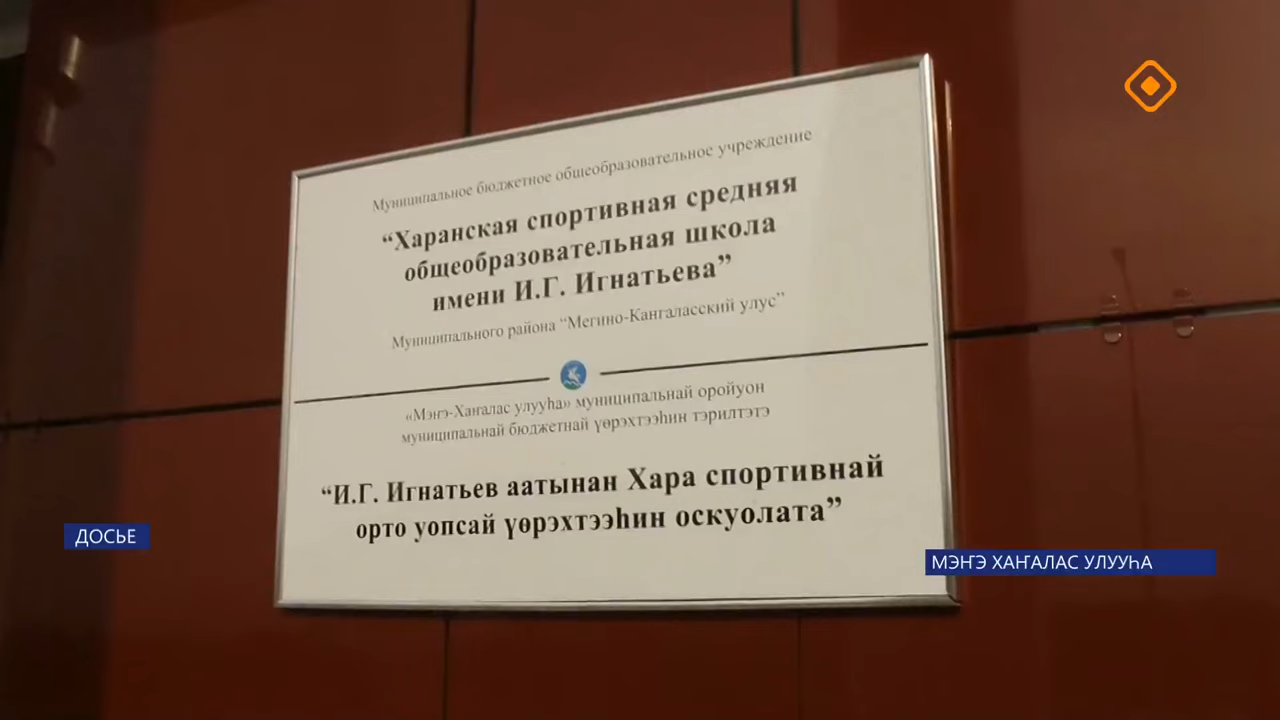 Муниципальное бюджетное общеобразовательное учреждение
“Харанская спортивная средняя
общеобразовательная школа
имени И.Г. Игнатьева”
Муниципального района “Мегино-Кангаласский улус”
«Мэҥэ-Хаҥалас улууһа» муниципальнай оройуон
муниципальнай бюджетнай үөрэхтээһин тэрилтэтэ
“И.Г. Игнатьев аатынан Хара спортивнай
орто уопсай үөрэхтээһин оскуолата”
ДОСЬЕ
МЭҤЭ ХАҤАЛАС УЛУУҺА